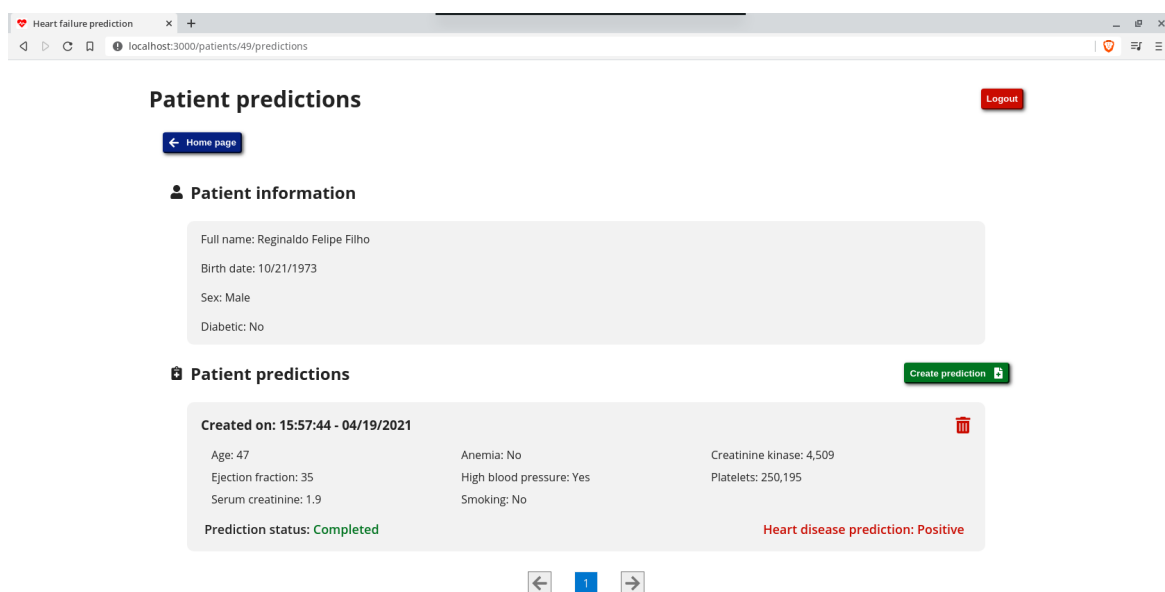 Heart failure prediction × +
localhost:3000/patients/49/predictions
Patient predictions
Logout
Home page
Patient information
Full name: Reginaldo Felipe Filho
Birth date: 10/21/1973
Sex: Male
Diabetic: No
Patient predictions
Create prediction
Created on: 15:57:44 - 04/19/2021
Age: 47 Anemia: No Creatinine kinase: 4,509
Ejection fraction: 35 High blood pressure: Yes Platelets: 250,195
Serum creatinine: 1.9 Smoking: No
Prediction status: Completed Heart disease prediction: Positive
1